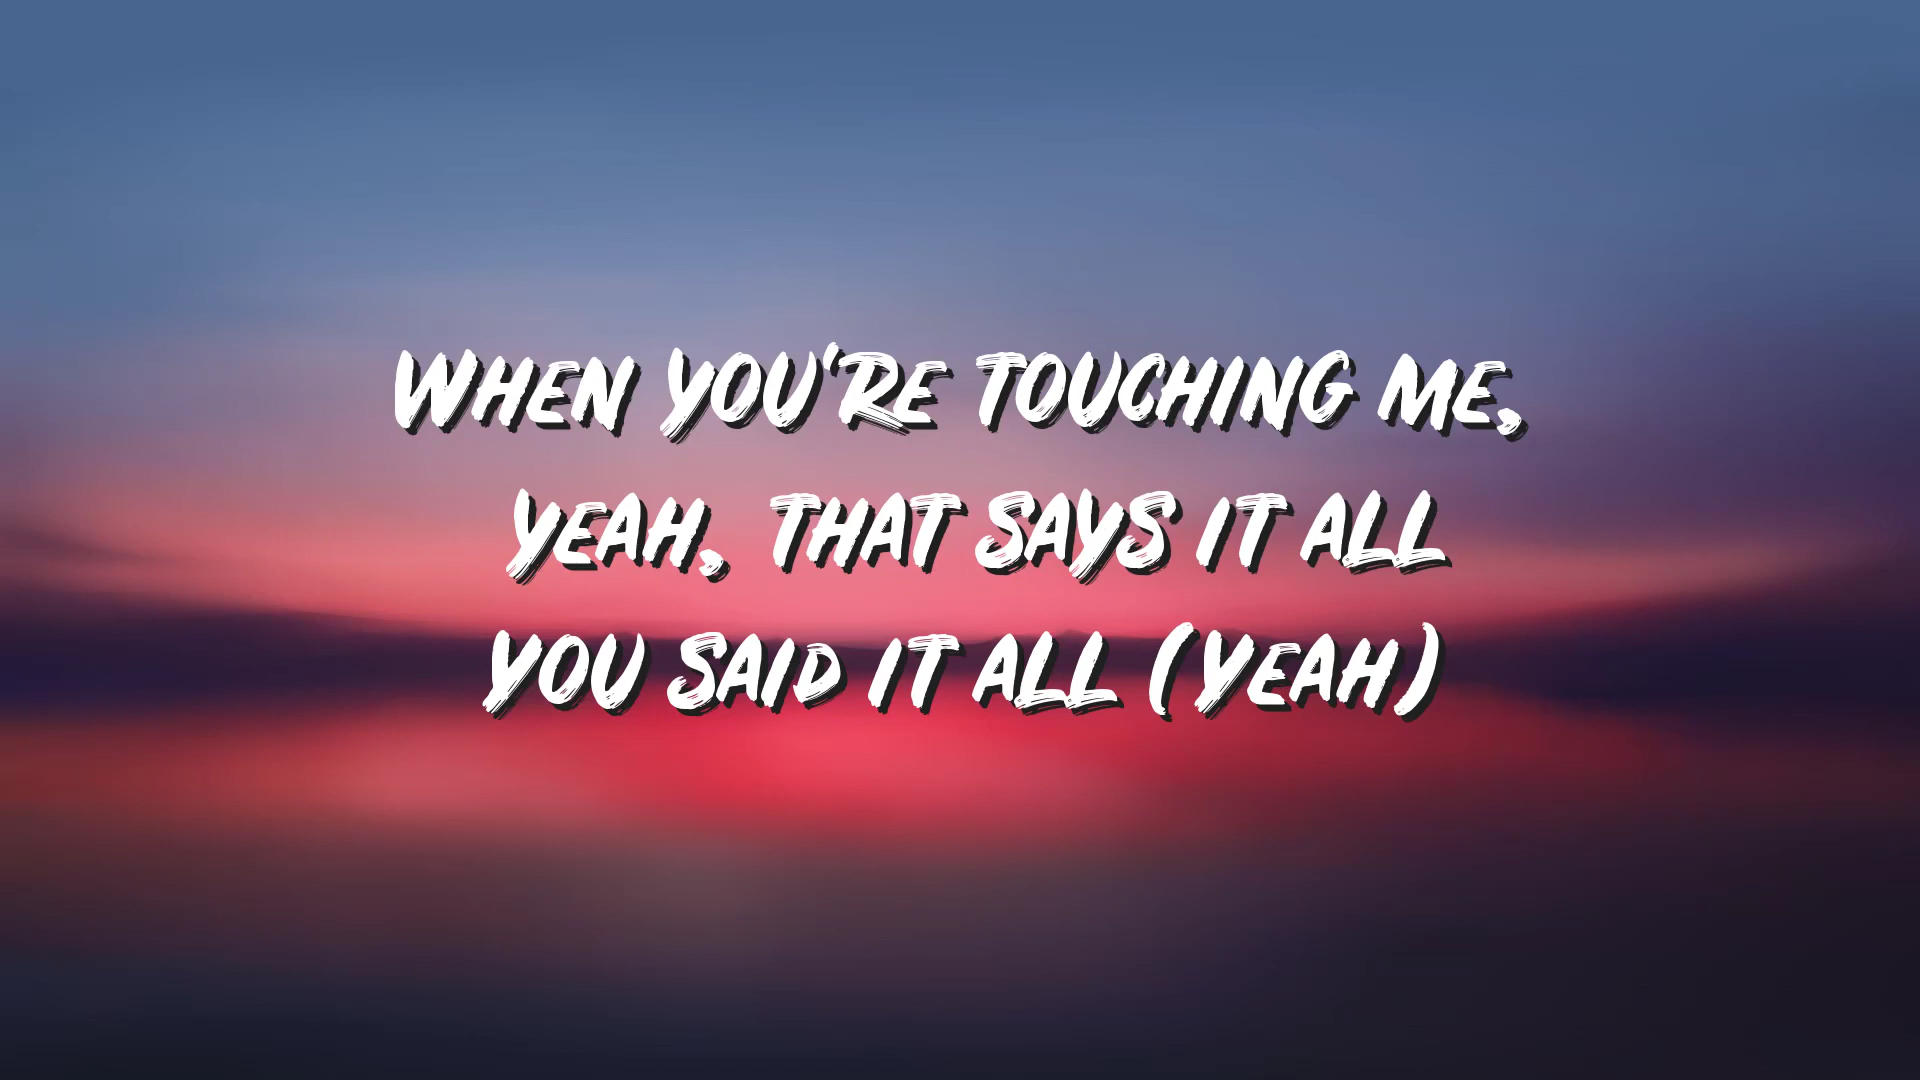 WHEN YOU'RE TOUCHING ME,
YEAH, THAT SAYS IT ALL
YOU SAID IT ALL (YEAH)